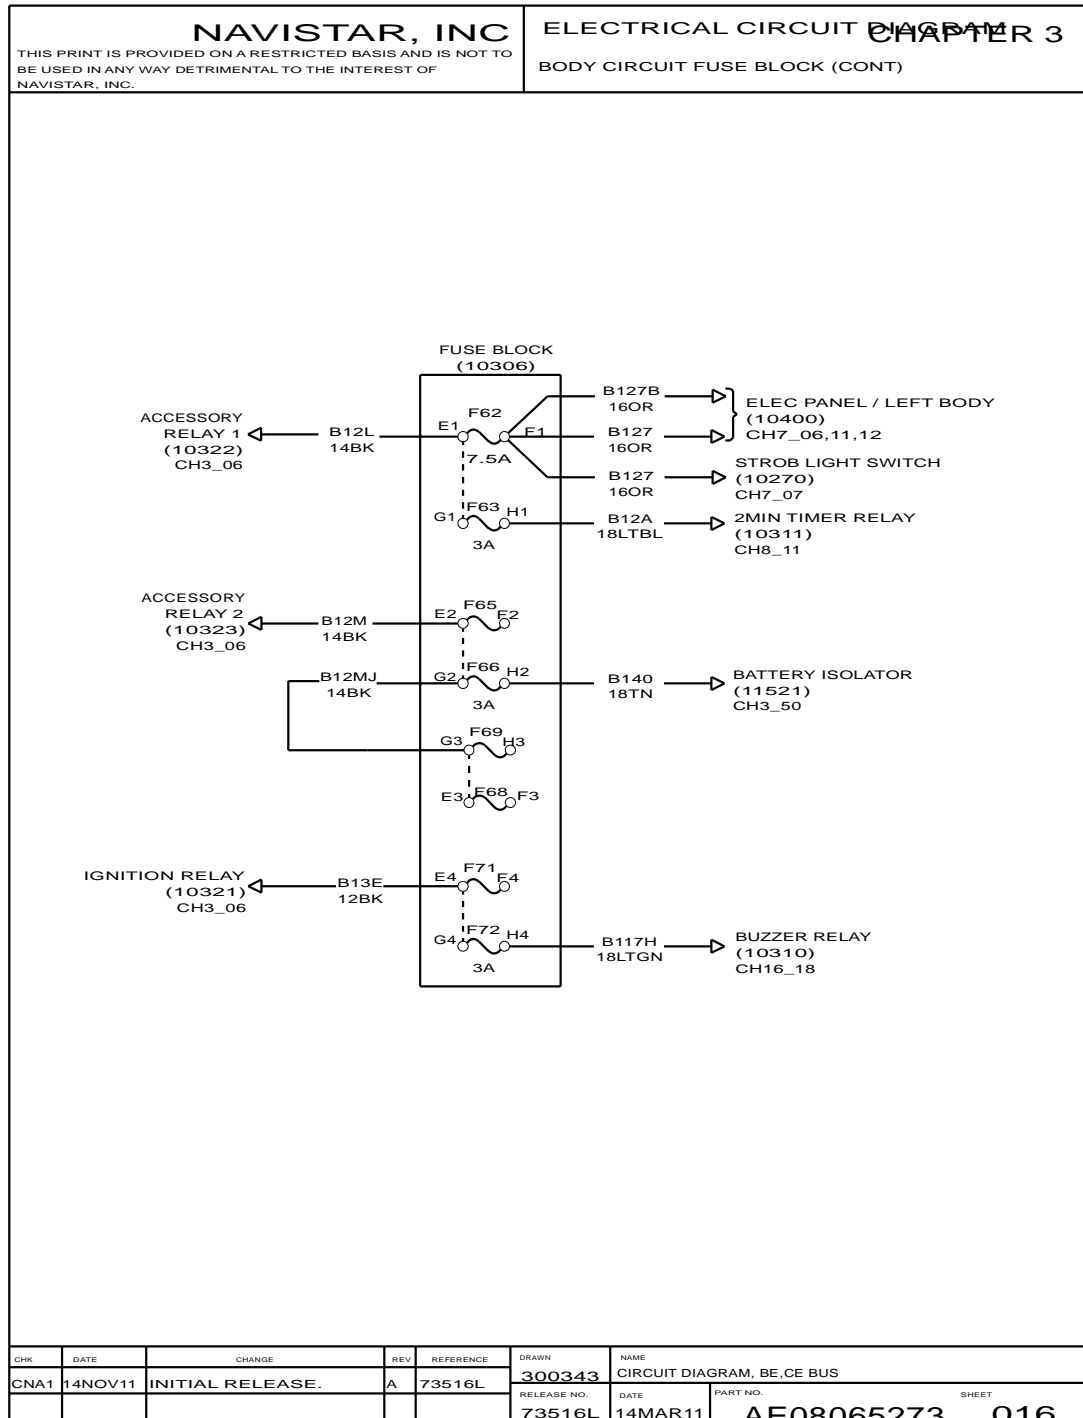 NAVISTAR, INC
THIS PRINT IS PROVIDED ON A RESTRICTED BASIS AND IS NOT TO
BE USED IN ANY WAY DETRIMENTAL TO THE INTEREST OF
NAVISTAR, INC.
ELECTRICAL CIRCUIT DIAGRAM
CHAPTER 3
BODY CIRCUIT FUSE BLOCK (CONT)
FUSE BLOCK
(10306)
ACCESSORY
RELAY 1
(10322)
CH3_06
B12L
14BK
E1
F62
F1
7.5A
B127B
16OR
B127
16OR
ELEC PANEL / LEFT BODY
(10400)
CH7_06,11,12
B127
16OR
STROB LIGHT SWITCH
(10270)
CH7_07
G1
F63
H1
3A
B12A
18LTBL
2MIN TIMER RELAY
(10311)
CH8_11
ACCESSORY
RELAY 2
(10323)
CH3_06
B12M
14BK
E2
F65
F2
B12MJ
14BK
G2
F66
H2
3A
B140
18TN
BATTERY ISOLATOR
(11521)
CH3_50
G3
F69
H3
E3
F68
F3
IGNITION RELAY
(10321)
CH3_06
B13E
12BK
E4
F71
F4
G4
F72
H4
3A
B117H
18LTGN
BUZZER RELAY
(10310)
CH16_18
CHK DATE CHANGE REV REFERENCE
CNA1 14NOV11 INITIAL RELEASE. A 73516L
DRAWN
300343
NAME
CIRCUIT DIAGRAM, BE,CE BUS
RELEASE NO.
73516L
DATE
14MAR11
PART NO.
AE08065273
SHEET
016